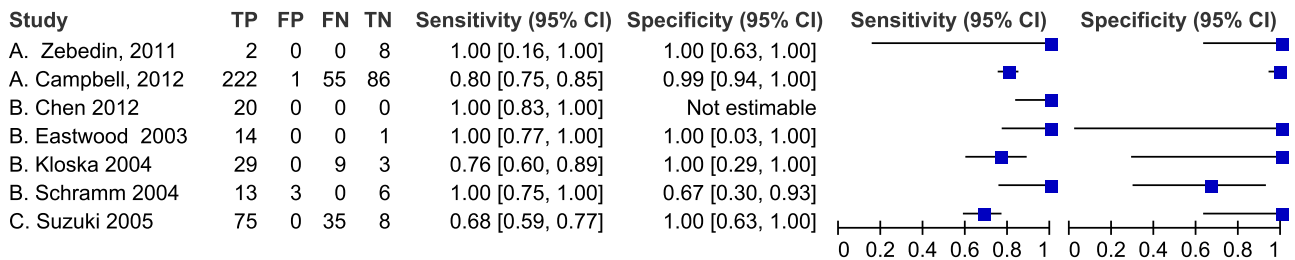 Study TP FP FN TN Sensitivity (95% CI) Specificity (95% CI) Sensitivity (95% CI) Specificity (95% CI)
A.  Zebedin, 2011 2 0 0 8 1.00 [0.16, 1.00] 1.00 [0.63, 1.00]
A. Campbell, 2012 222 1 55 86 0.80 [0.75, 0.85] 0.99 [0.94, 1.00]
B. Chen 2012 20 0 0 0 1.00 [0.83, 1.00] Not estimable
B. Eastwood  2003 14 0 0 1 1.00 [0.77, 1.00] 1.00 [0.03, 1.00]
B. Kloska 2004 29 0 9 3 0.76 [0.60, 0.89] 1.00 [0.29, 1.00]
B. Schramm 2004 13 3 0 6 1.00 [0.75, 1.00] 0.67 [0.30, 0.93]
C. Suzuki 2005 75 0 35 8 0.68 [0.59, 0.77] 1.00 [0.63, 1.00]
0 0.2 0.4 0.6 0.8 1 0 0.2 0.4 0.6 0.8 1